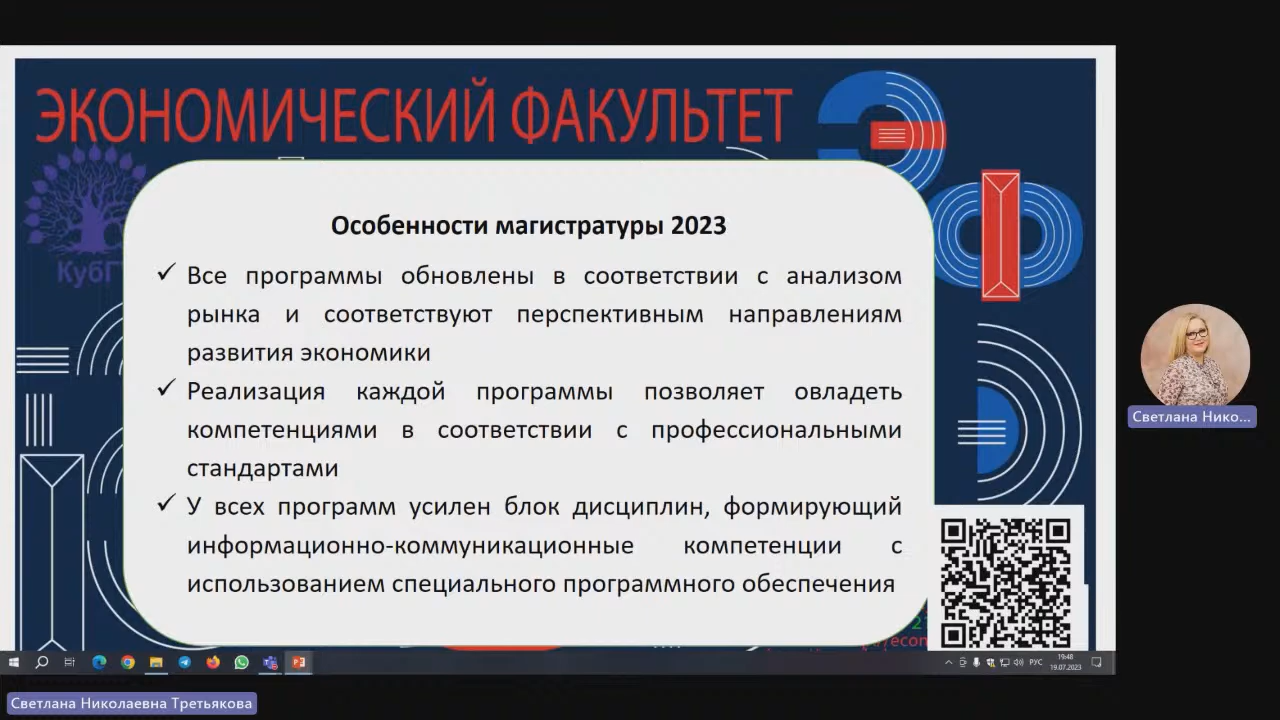 ЭКОНОМИЧЕСКИЙ ФАКУЛЬТЕТ
Особенности магистратуры 2023
✓ Все программы обновлены в соответствии с анализом
рынка и соответствуют перспективным направлениям
развития экономики
✓ Реализация каждой программы позволяет овладеть
компетенциями в соответствии с профессиональными
стандартами
✓ У всех программ усилен блок дисциплин, формирующий
информационно-коммуникационные компетенции с
использованием специального программного обеспечения
Светлана Нико...
РУС
19:48
19.07.2023
Светлана Николаевна Третьякова